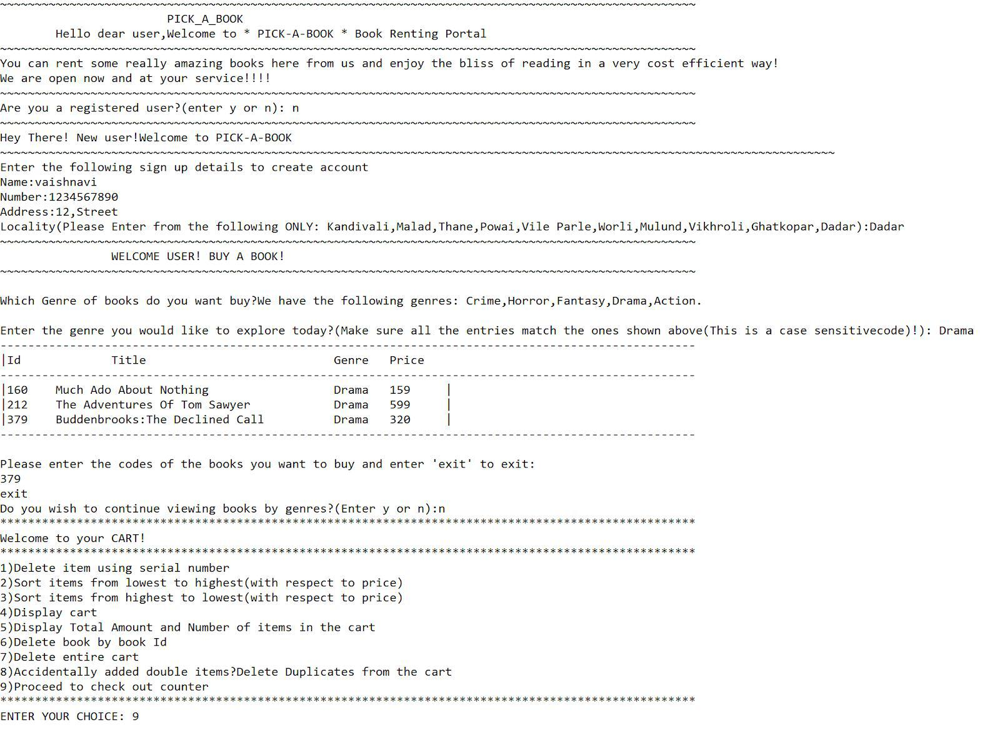 ~~~~~~~~~~~~~~~~~~~~~~~~~~~~~~~~~~~~~~~~~~~~~~~~~~~~~~~~~~~~~~~~~~~~~~~~~~~~~~~~~~~~~~~~~~~~~~~~~~~~
PICK_A_BOOK
Hello dear user,Welcome to * PICK-A-BOOK * Book Renting Portal
~~~~~~~~~~~~~~~~~~~~~~~~~~~~~~~~~~~~~~~~~~~~~~~~~~~~~~~~~~~~~~~~~~~~~~~~~~~~~~~~~~~~~~~~~~~~~~~~~~~~
You can rent some really amazing books here from us and enjoy the bliss of reading in a very cost efficient way!
We are open now and at your service!!!!
~~~~~~~~~~~~~~~~~~~~~~~~~~~~~~~~~~~~~~~~~~~~~~~~~~~~~~~~~~~~~~~~~~~~~~~~~~~~~~~~~~~~~~~~~~~~~~~~~~~~
Are you a registered user?(enter y or n): n
~~~~~~~~~~~~~~~~~~~~~~~~~~~~~~~~~~~~~~~~~~~~~~~~~~~~~~~~~~~~~~~~~~~~~~~~~~~~~~~~~~~~~~~~~~~~~~~~~~~~
Hey There! New user!Welcome to PICK-A-BOOK
~~~~~~~~~~~~~~~~~~~~~~~~~~~~~~~~~~~~~~~~~~~~~~~~~~~~~~~~~~~~~~~~~~~~~~~~~~~~~~~~~~~~~~~~~~~~~~~~~~~~~~~~~~~~~~~~~~~~~~~~
Enter the following sign up details to create account
Name:vaishnavi
Number:1234567890
Address:12,Street
Locality(Please Enter from the following ONLY: Kandivali,Malad,Thane,Powai,Vile Parle,Worli,Mulund,Vikhroli,Ghatkopar,Dadar):Dadar
~~~~~~~~~~~~~~~~~~~~~~~~~~~~~~~~~~~~~~~~~~~~~~~~~~~~~~~~~~~~~~~~~~~~~~~~~~~~~~~~~~~~~~~~~~~~~~~~~~~~
WELCOME USER! BUY A BOOK!
~~~~~~~~~~~~~~~~~~~~~~~~~~~~~~~~~~~~~~~~~~~~~~~~~~~~~~~~~~~~~~~~~~~~~~~~~~~~~~~~~~~~~~~~~~~~~~~~~~~~
Which Genre of books do you want buy?We have the following genres: Crime,Horror,Fantasy,Drama,Action.
Enter the genre you would like to explore today?(Make sure all the entries match the ones shown above(This is a case sensitivecode)!): Drama
----------------------------------------------------------------------------------------------------
|Id             Title                           Genre   Price
----------------------------------------------------------------------------------------------------
|160    Much Ado About Nothing                  Drama   159     |
|212    The Adventures Of Tom Sawyer            Drama   599     |
|379    Buddenbrooks:The Declined Call          Drama   320     |
----------------------------------------------------------------------------------------------------
Please enter the codes of the books you want to buy and enter 'exit' to exit:
379
exit
Do you wish to continue viewing books by genres?(Enter y or n):n
****************************************************************************************************
Welcome to your CART!
****************************************************************************************************
1)Delete item using serial number
2)Sort items from lowest to highest(with respect to price)
3)Sort items from highest to lowest(with respect to price)
4)Display cart
5)Display Total Amount and Number of items in the cart
6)Delete book by book Id
7)Delete entire cart
8)Accidentally added double items?Delete Duplicates from the cart
9)Proceed to check out counter
****************************************************************************************************
ENTER YOUR CHOICE: 9